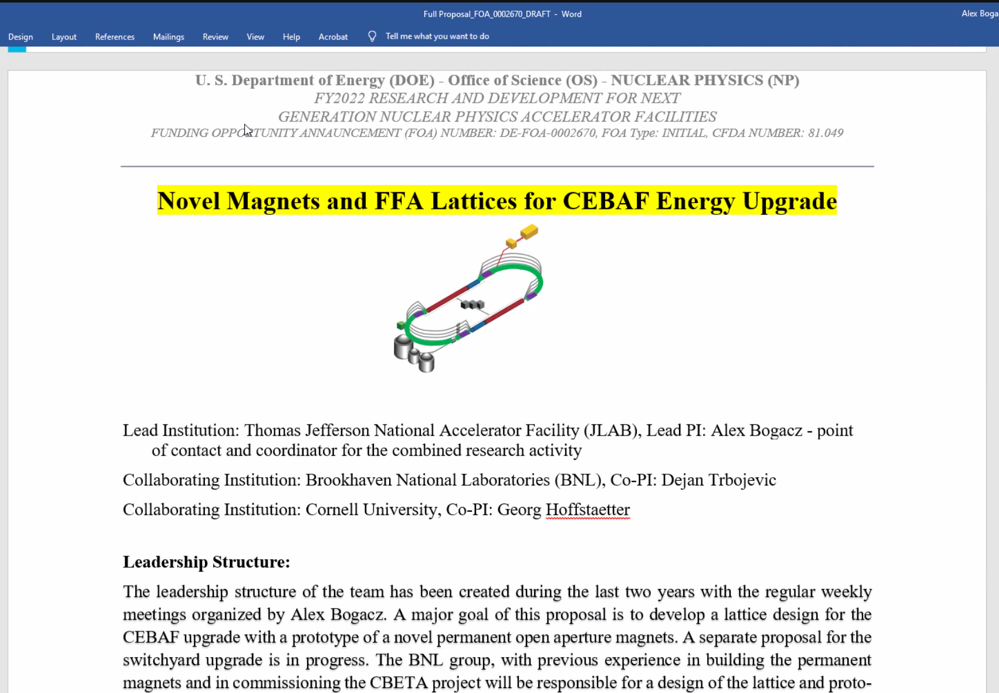 Full Proposal_FOA_0002670_DRAFT - Word
Alex Boga
Design Layout References Mailings Review View Help Acrobat Tell me what you want to do
U. S. Department of Energy (DOE) - Office of Science (OS) - NUCLEAR PHYSICS (NP)
FY2022 RESEARCH AND DEVELOPMENT FOR NEXT
GENERATION NUCLEAR PHYSICS ACCELERATOR FACILITIES
FUNDING OPPORTUNITY ANNAUNCEMENT (FOA) NUMBER: DE-FOA-0002670, FOA Type: INITIAL, CFDA NUMBER: 81.049
Novel Magnets and FFA Lattices for CEBAF Energy Upgrade
Lead Institution: Thomas Jefferson National Accelerator Facility (JLAB), Lead PI: Alex Bogacz - point
of contact and coordinator for the combined research activity
Collaborating Institution: Brookhaven National Laboratories (BNL), Co-PI: Dejan Trbojevic
Collaborating Institution: Cornell University, Co-PI: Georg Hoffstaetter
Leadership Structure:
The leadership structure of the team has been created during the last two years with the regular weekly
meetings organized by Alex Bogacz. A major goal of this proposal is to develop a lattice design for the
CEBAF upgrade with a prototype of a novel permanent open aperture magnets. A separate proposal for the
switchyard upgrade is in progress. The BNL group, with previous experience in building the permanent
magnets and in commissioning the CBETA project will be responsible for a design of the lattice and proto-